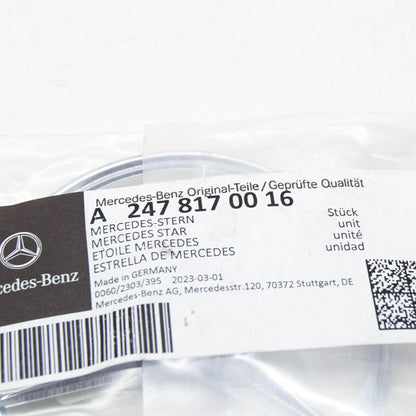 Mercedes-Benz Original-Teile/Geprüfte Qualität
A 247 817 00 16
MERCEDES-STERN
MERCEDES STAR
ETOILE MERCEDES
ESTRELLA DE MERCEDES
Stück
unit
unité
unidad
Made in GERMANY
0060/2303/395 2023-03-01
Mercedes-Benz AG, Mercedesstr.120, 70372 Stuttgart, DE
rcedes-Benz